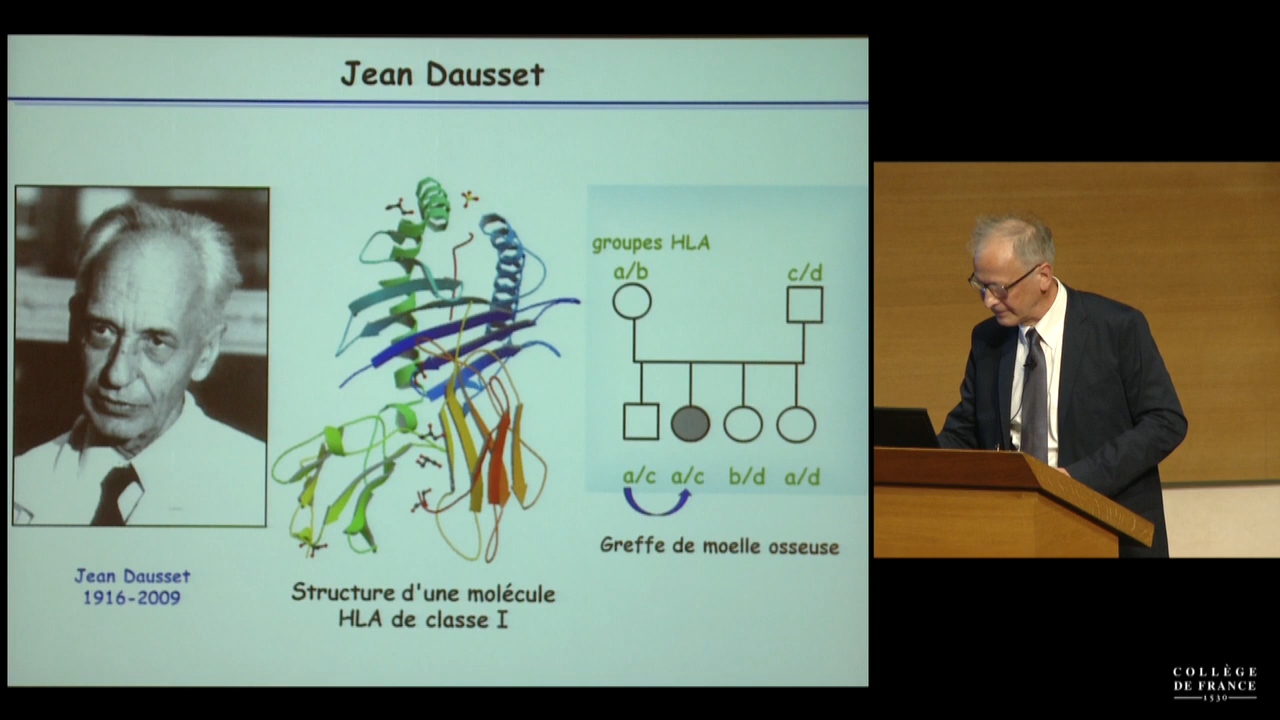 Jean Dausset
groupes HLA
a/b
c/d
a/c
a/c
b/d
a/d
Greffe de moelle osseuse
Jean Dausset
1916-2009
Structure d'une molécule
HLA de classe I
COLLÈGE
DE FRANCE
1530